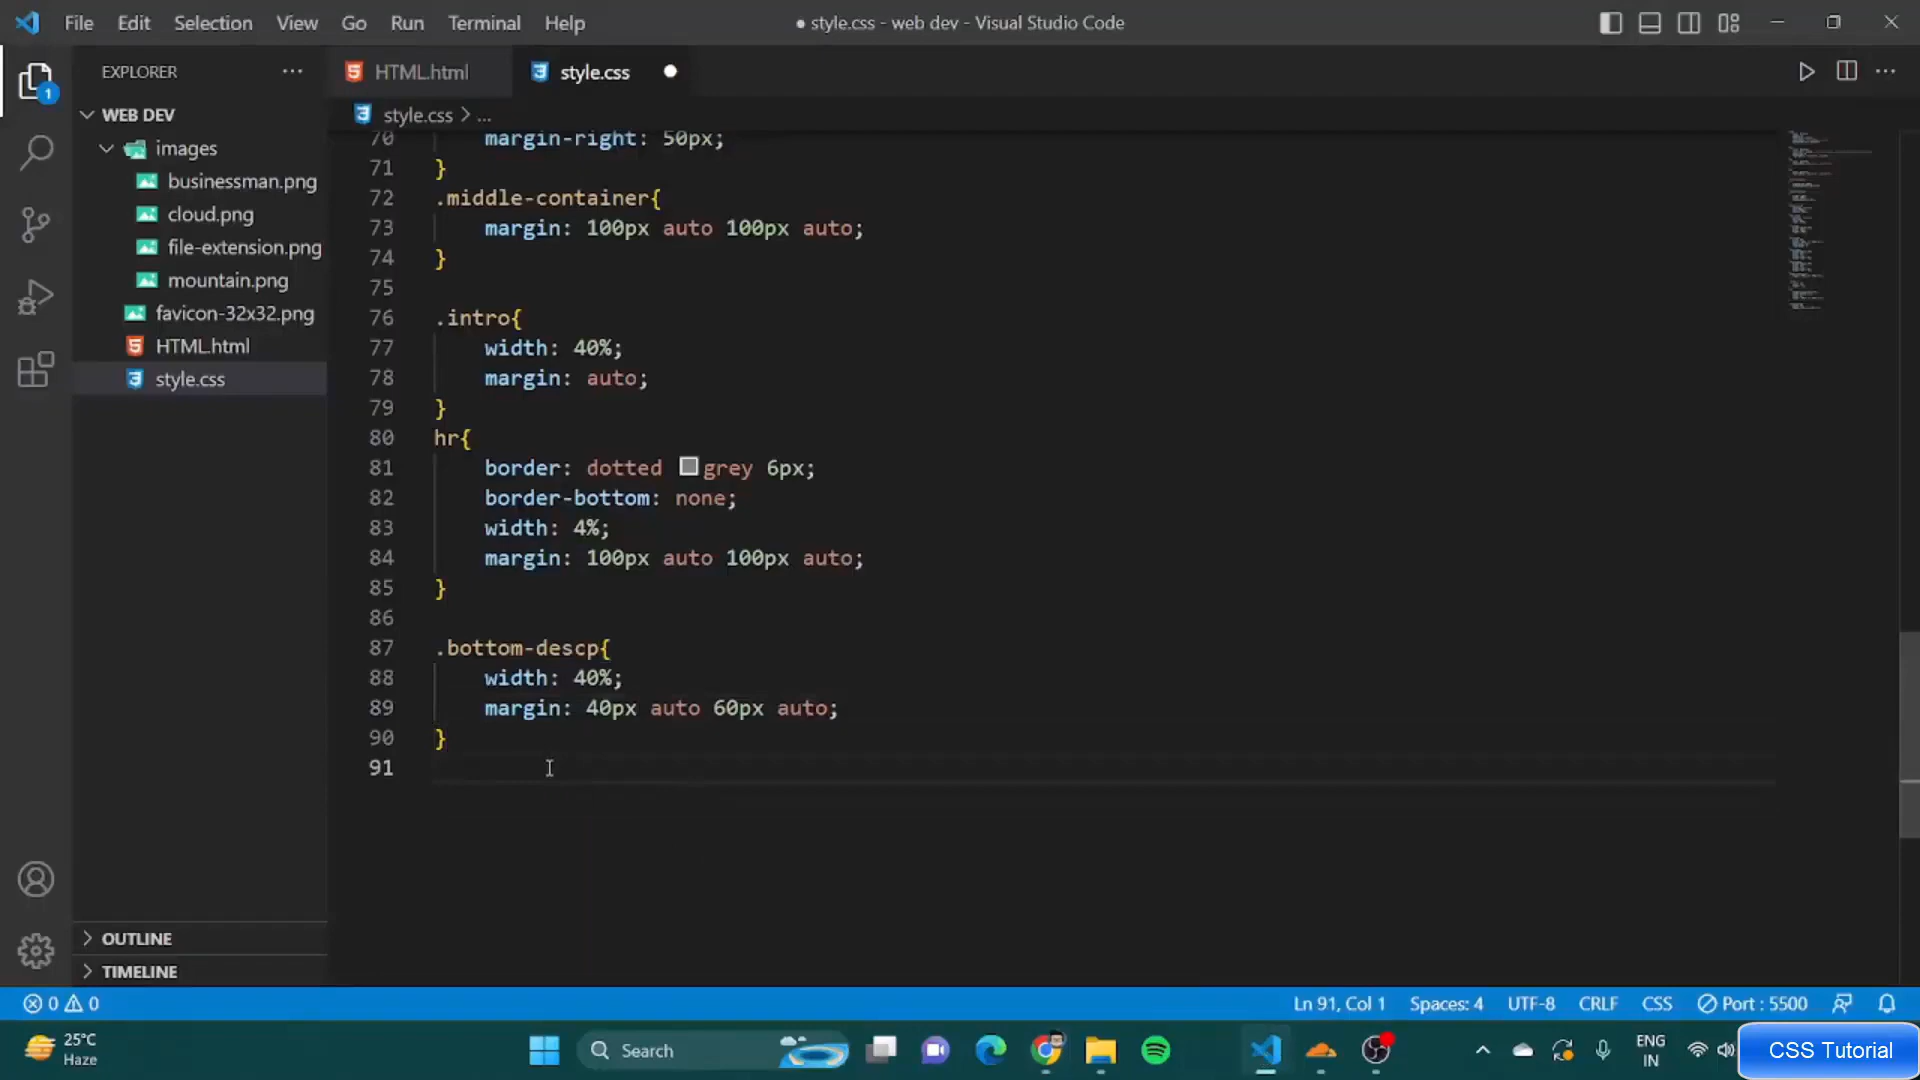 File Edit Selection View Go Run Terminal Help
● style.css - web dev - Visual Studio Code
EXPLORER ...
HTML.html
style.css ●
WEB DEV
style.css > ...
images
businessman.png
cloud.png
file-extension.png
mountain.png
favicon-32x32.png
HTML.html
style.css
OUTLINE
TIMELINE
1
70 margin-right: 50px;
71 }
72 .middle-container{
73 margin: 100px auto 100px auto;
74 }
75
76 .intro{
77 width: 40%;
78 margin: auto;
79 }
80 hr{
81 border: dotted grey 6px;
82 border-bottom: none;
83 width: 4%;
84 margin: 100px auto 100px auto;
85 }
86
87 .bottom-descp{
88 width: 40%;
89 margin: 40px auto 60px auto;
90 }
91
0 0
Ln 91, Col 1 Spaces: 4 UTF-8 CRLF CSS Port : 5500
25°C
Haze
Search
ENG
IN
CSS Tutorial